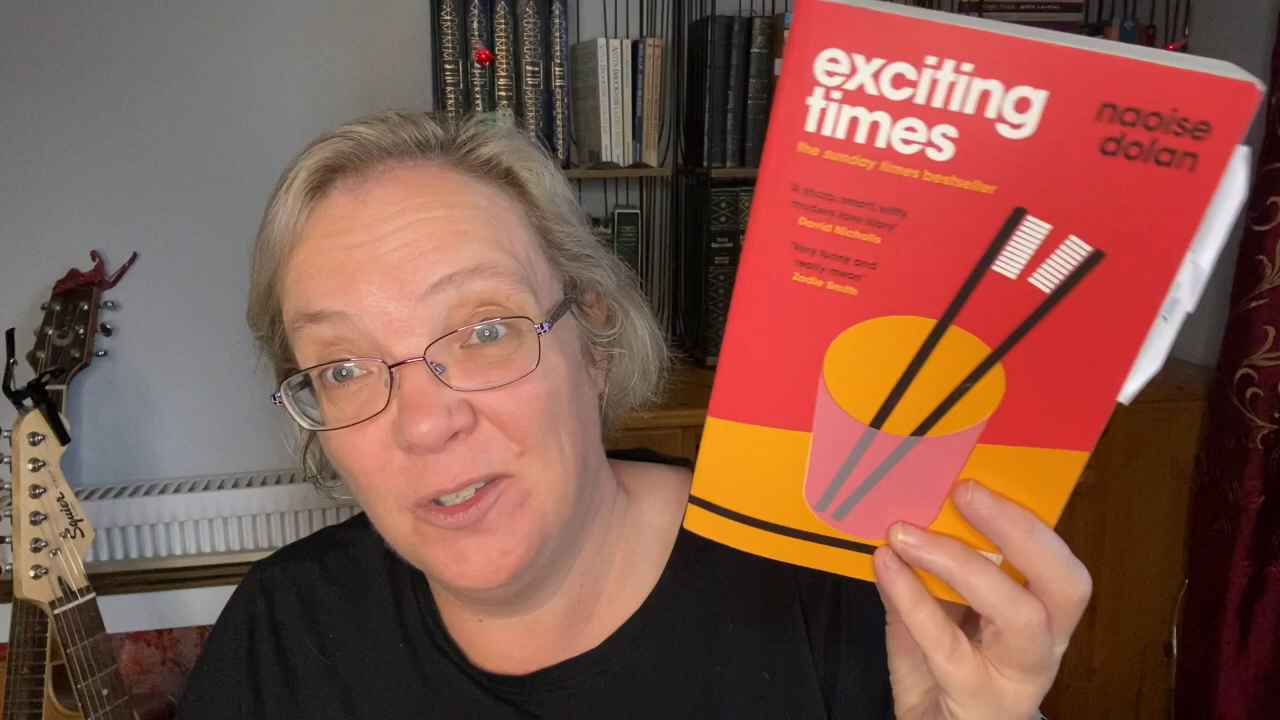 exciting
times
naoise
dolan
the sunday times bestseller
'A sharp, smart, witty
modern love story'
David Nicholls
'Very funny and
really mean'
Zadie Smith
Squier